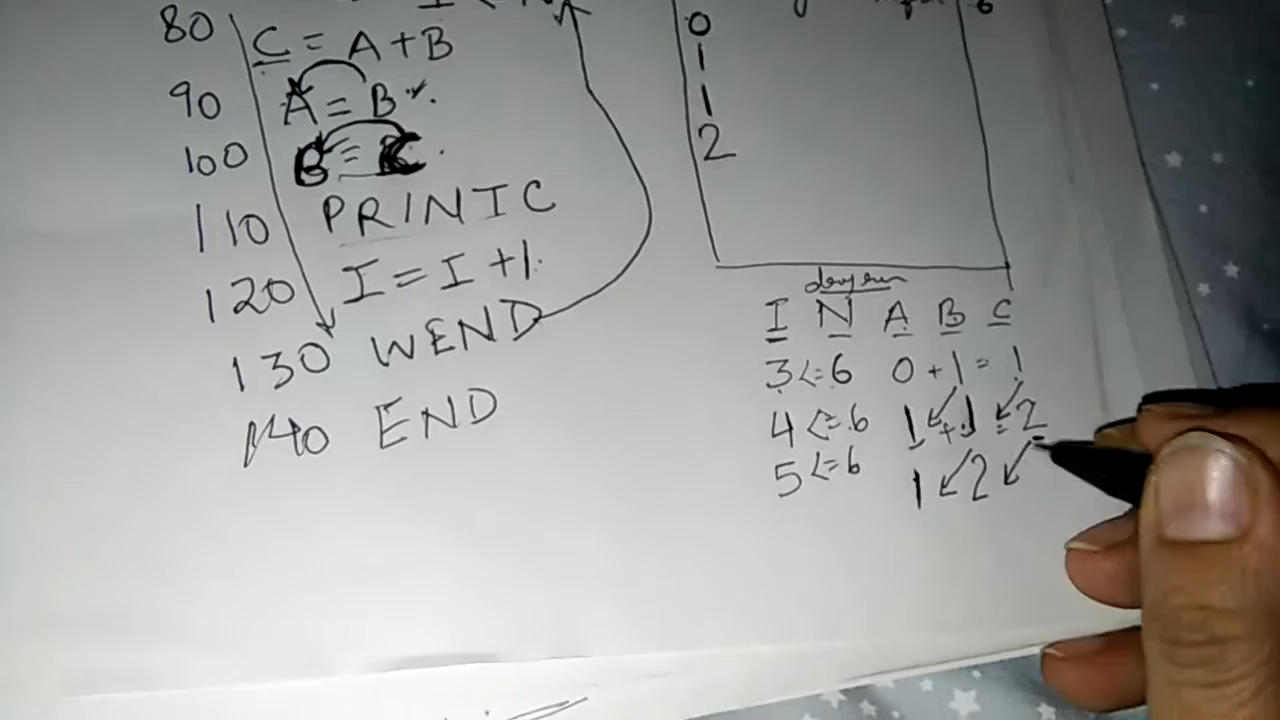 80 C = A + B
90 A = B
100 B = C
110 PRINT C
120 I = I + 1
130 WEND
140 END
6
0
1
1
2
I N A B C
3 <= 6 0 + 1 = 1
4 <= 6 1 + 1 = 2
5 <= 6 1 2